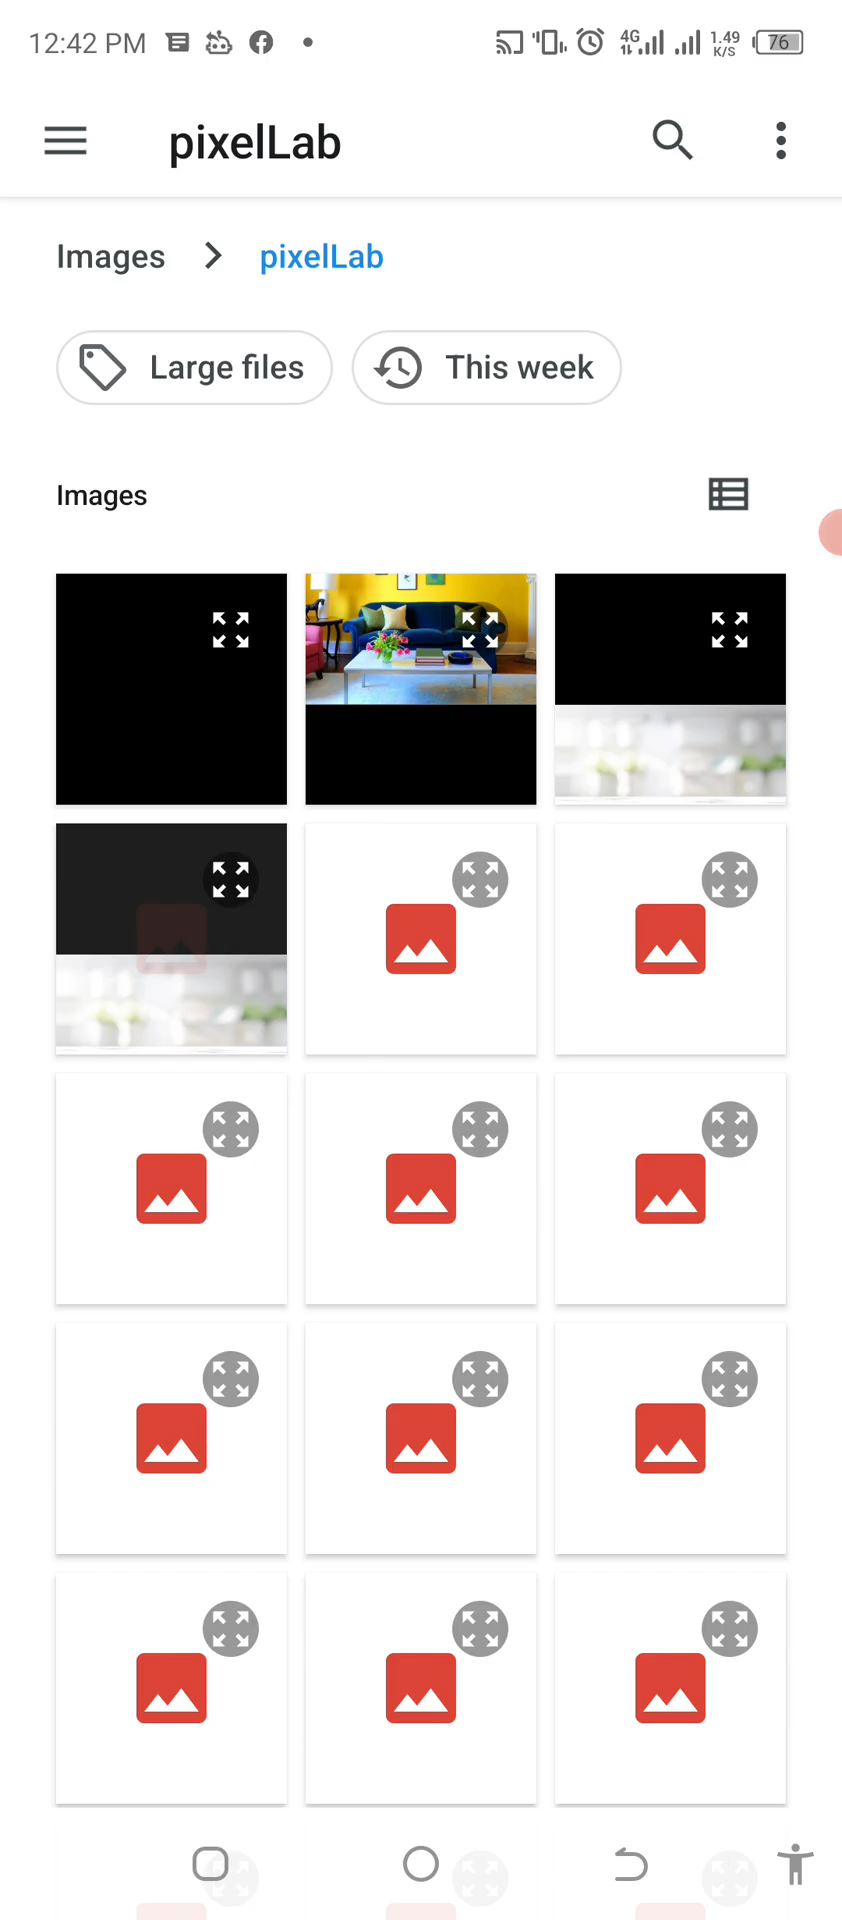 12:42 PM 4G 1.49 K/S 76
pixelLab
Images pixelLab
Large files This week
Images